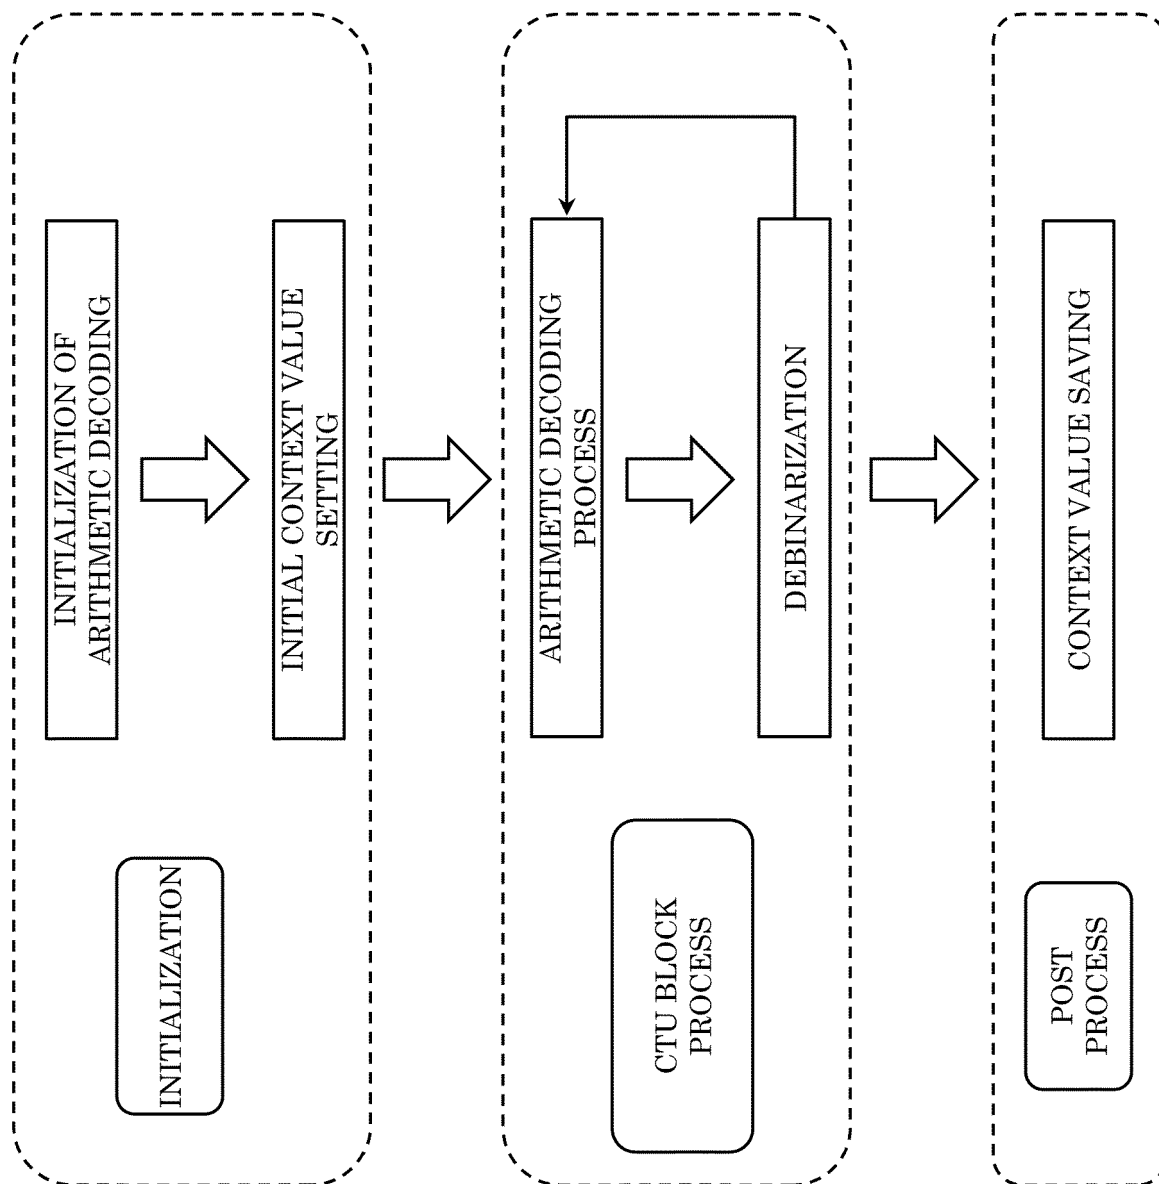 INITIALIZATION
INITIALIZATION OF
ARITHMETIC DECODING
INITIAL CONTEXT VALUE
SETTING
CTU BLOCK
PROCESS
ARITHMETIC DECODING
PROCESS
DEBINARIZATION
POST
PROCESS
CONTEXT VALUE SAVING